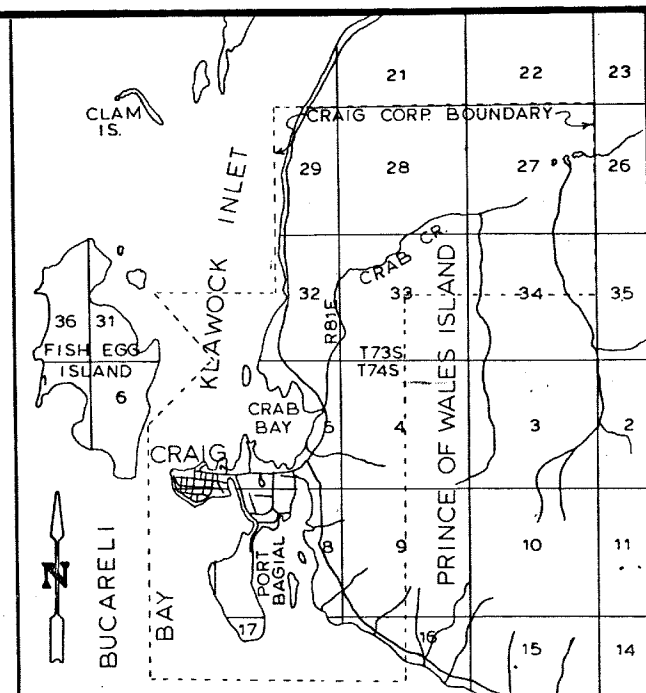 21 22 23
CLAM
IS.
CRAIG CORP. BOUNDARY
29 28 27 26
KLAWOCK INLET
CRAB CR.
32 33 34 35
R81E
36 31
FISH EGG
ISLAND
6
T73S
T74S
PRINCE OF WALES ISLAND
CRAB
BAY
5 4 3 2
CRAIG
N
BUCARELI
BAY
PORT
BAGIAL
8 9 10 11
17 16 15 14